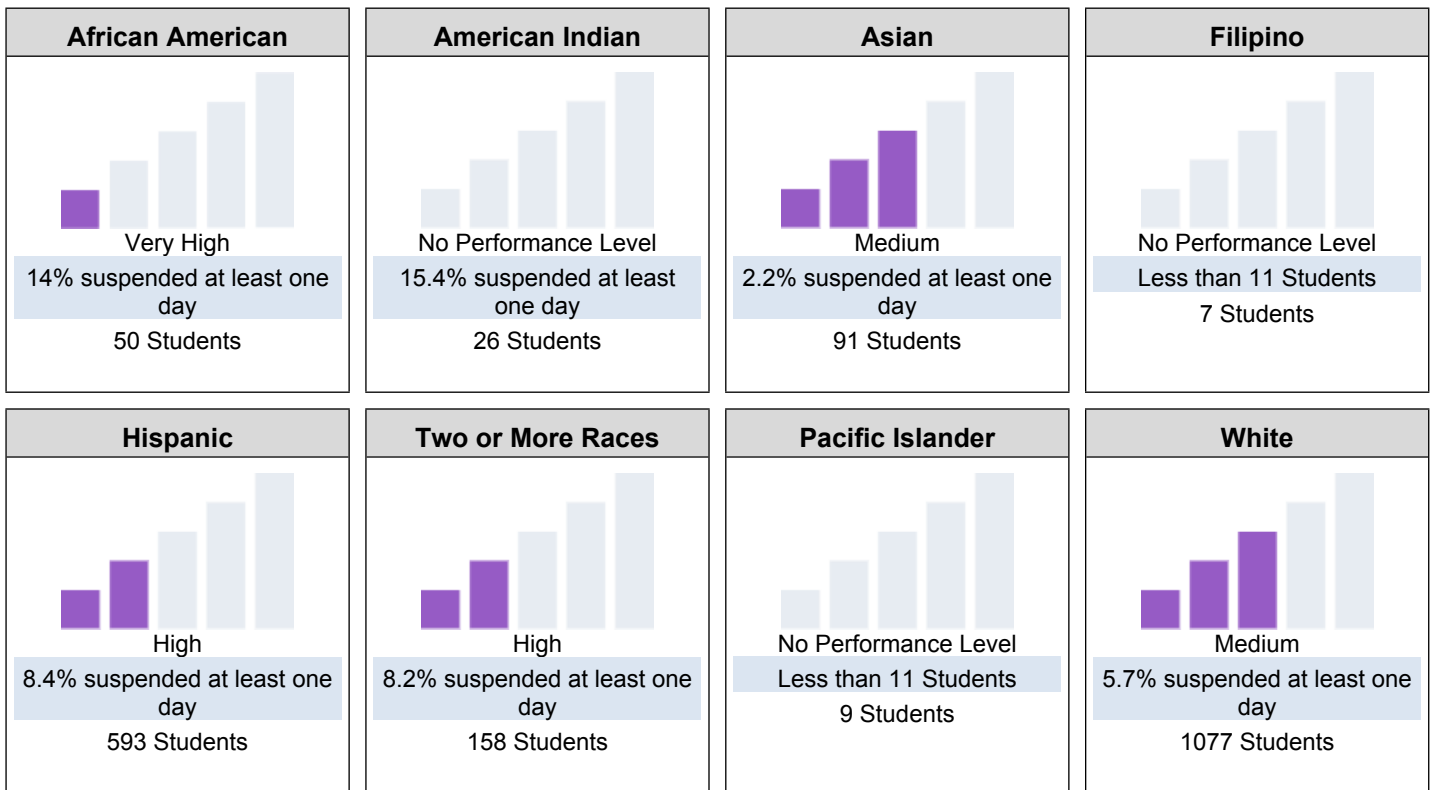 African American
Very High
14% suspended at least one
day
50 Students
American Indian
No Performance Level
15.4% suspended at least
one day
26 Students
Asian
Medium
2.2% suspended at least one
day
91 Students
Filipino
No Performance Level
Less than 11 Students
7 Students
Hispanic
High
8.4% suspended at least one
day
593 Students
Two or More Races
High
8.2% suspended at least one
day
158 Students
Pacific Islander
No Performance Level
Less than 11 Students
9 Students
White
Medium
5.7% suspended at least one
day
1077 Students